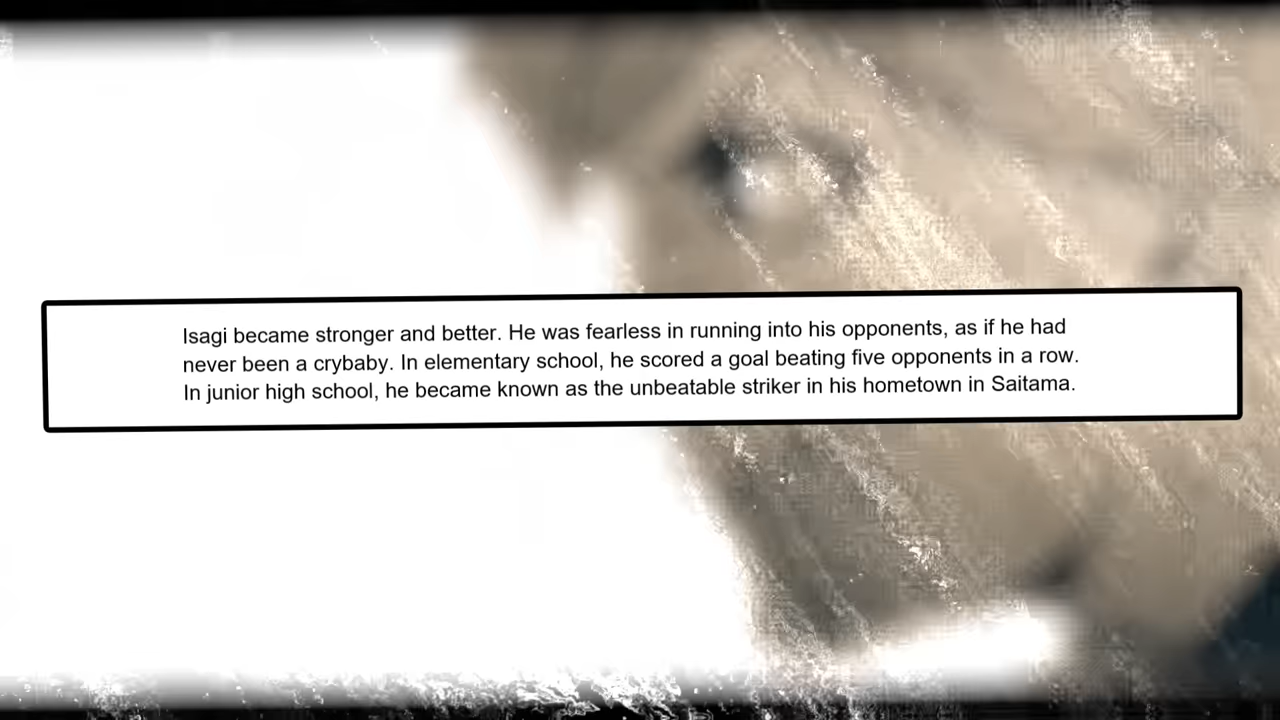 Isagi became stronger and better. He was fearless in running into his opponents, as if he had
never been a crybaby. In elementary school, he scored a goal beating five opponents in a row.
In junior high school, he became known as the unbeatable striker in his hometown in Saitama.